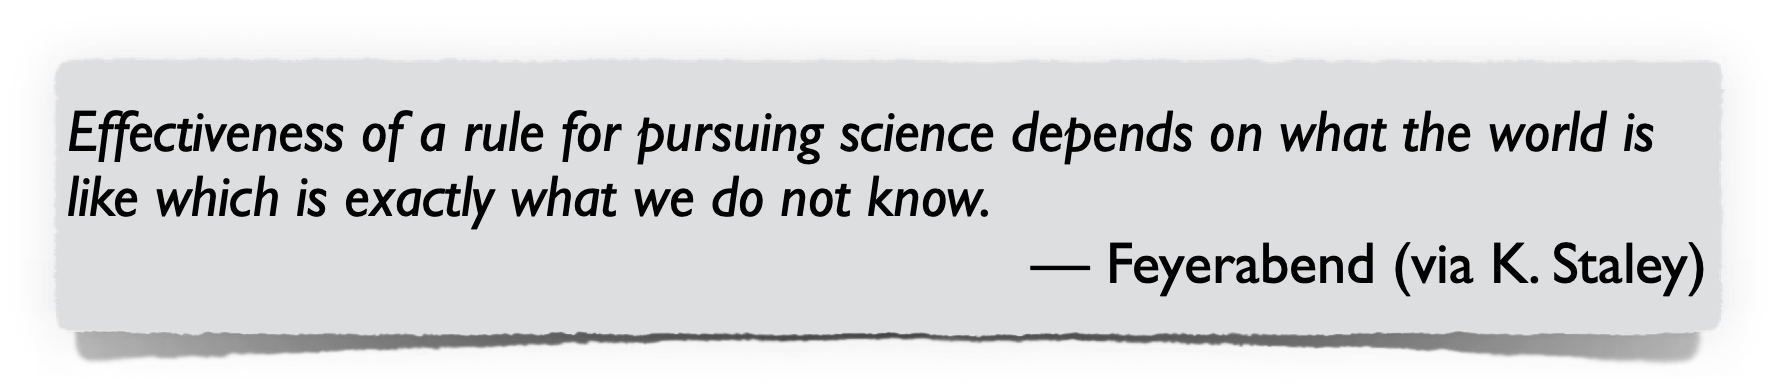 Effectiveness of a rule for pursuing science depends on what the world is
like which is exactly what we do not know.
— Feyerabend (via K. Staley)